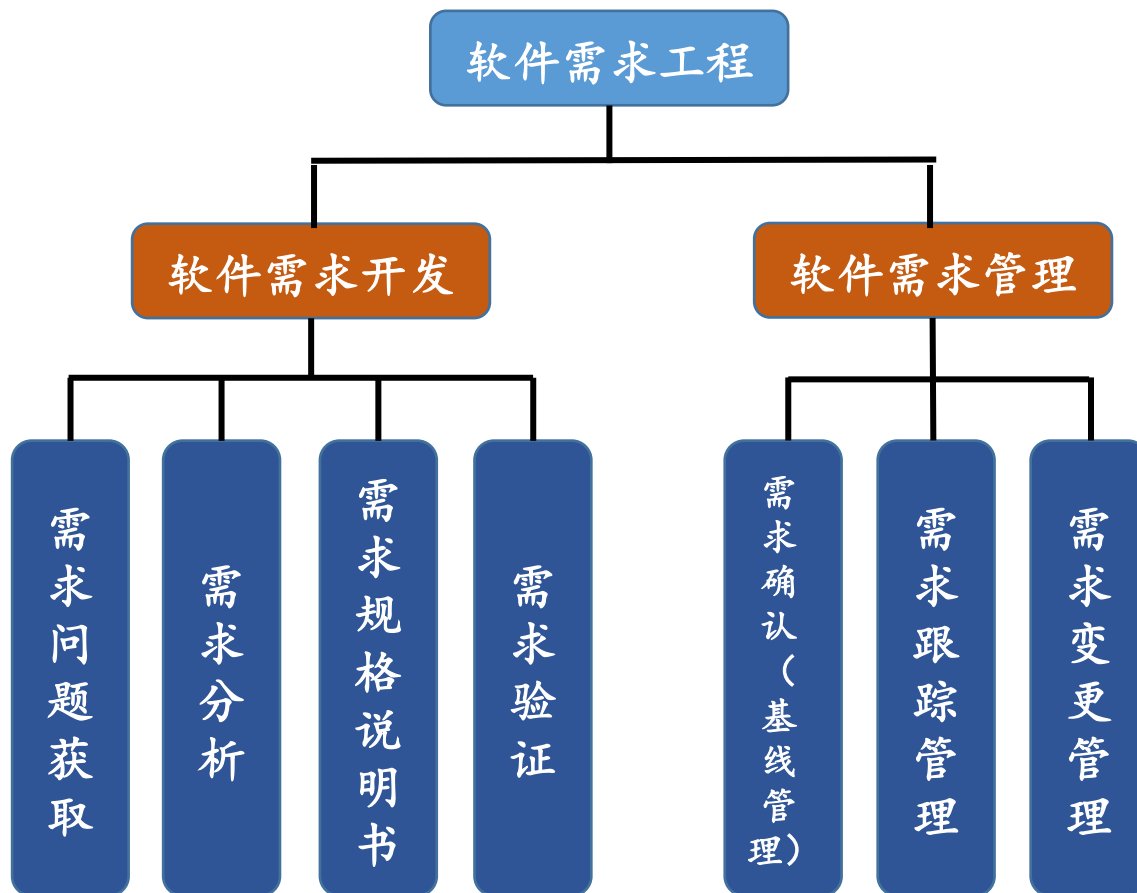 软件需求工程
软件需求开发
软件需求管理
需求问题获取
需求分析
需求规格说明书
需求验证
需求确认（基线管理）
需求跟踪管理
需求变更管理